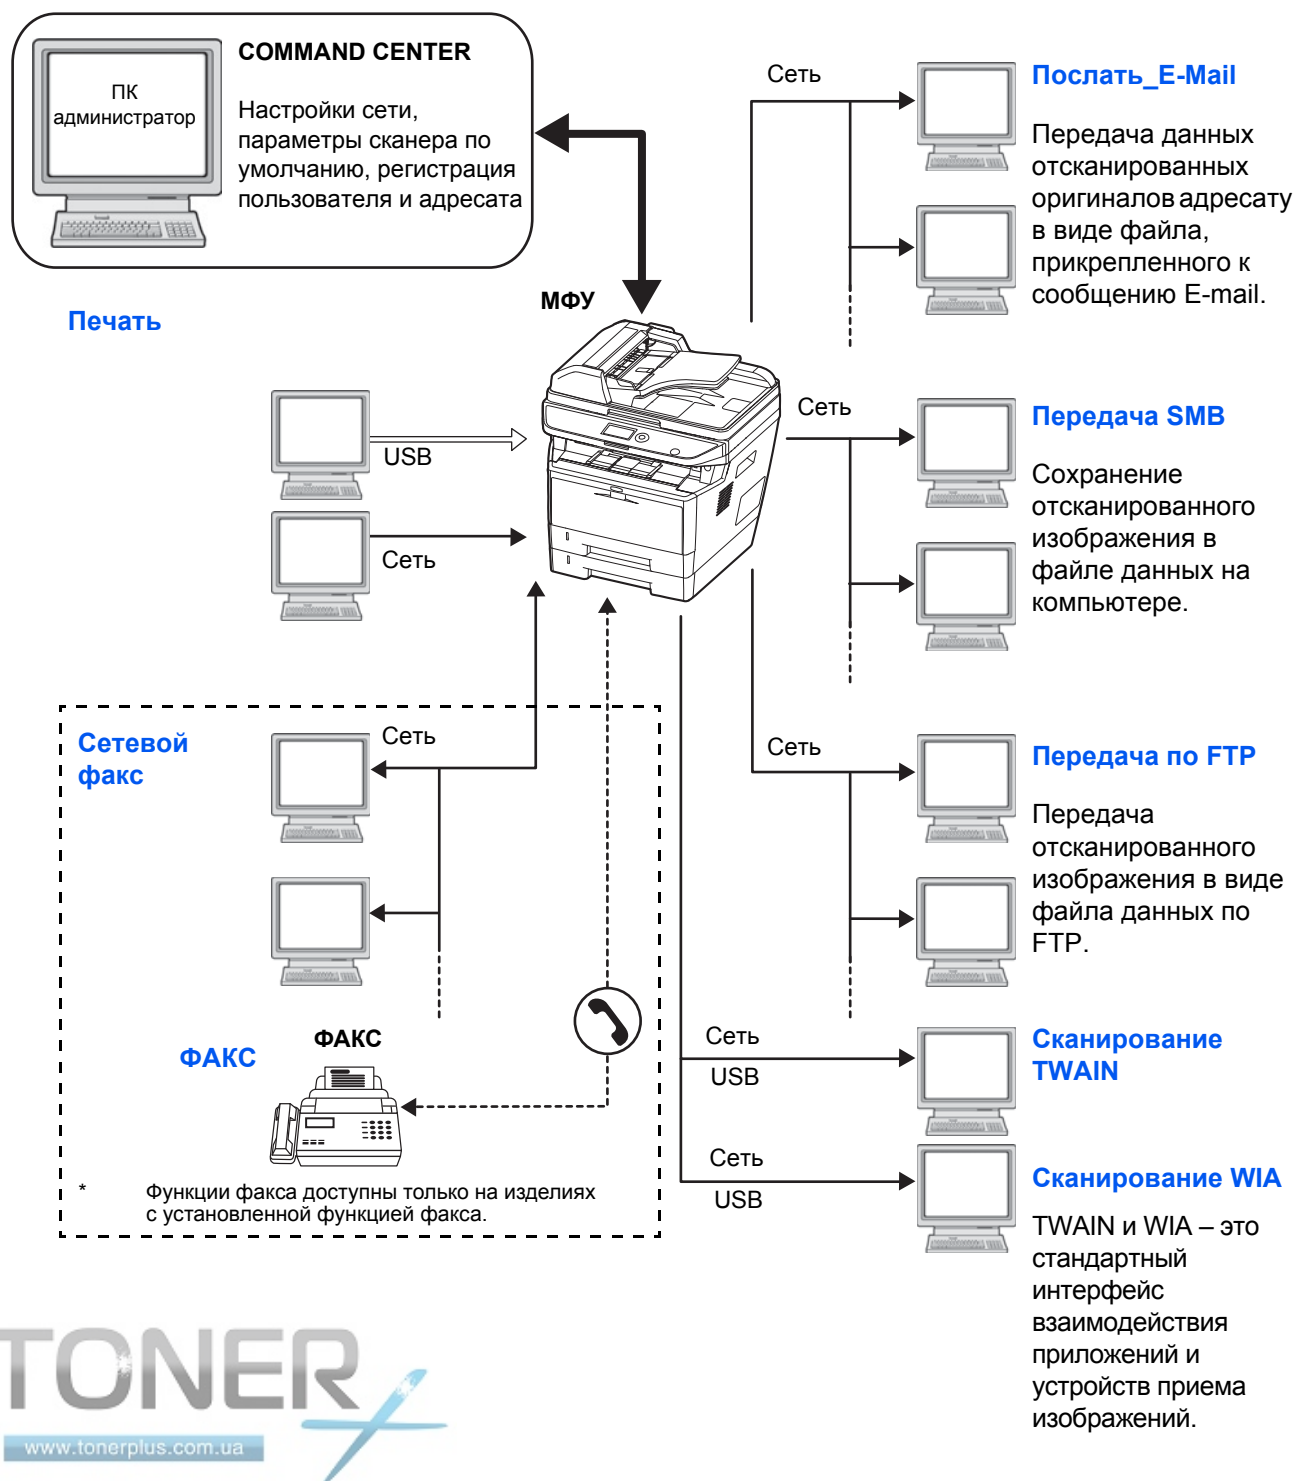 COMMAND CENTER
ПК
администратор
Настройки сети,
параметры сканера по
умолчанию, регистрация
пользователя и адресата
Сеть
Послать_E-Mail
Передача данных
отсканированных
оригиналов адресату
в виде файла,
прикрепленного к
сообщению E-mail.
МФУ
Печать
USB
Сеть
Сеть
Передача SMB
Сохранение
отсканированного
изображения в
файле данных на
компьютере.
Сетевой
факс
Сеть
Сеть
Передача по FTP
Передача
отсканированного
изображения в виде
файла данных по
FTP.
ФАКС
ФАКС
* Функции факса доступны только на изделиях
с установленной функцией факса.
Сеть
USB
Сканирование
TWAIN
Сеть
USB
Сканирование WIA
TWAIN и WIA – это
стандартный
интерфейс
взаимодействия
приложений и
устройств приема
изображений.
TONER
www.tonerplus.com.ua